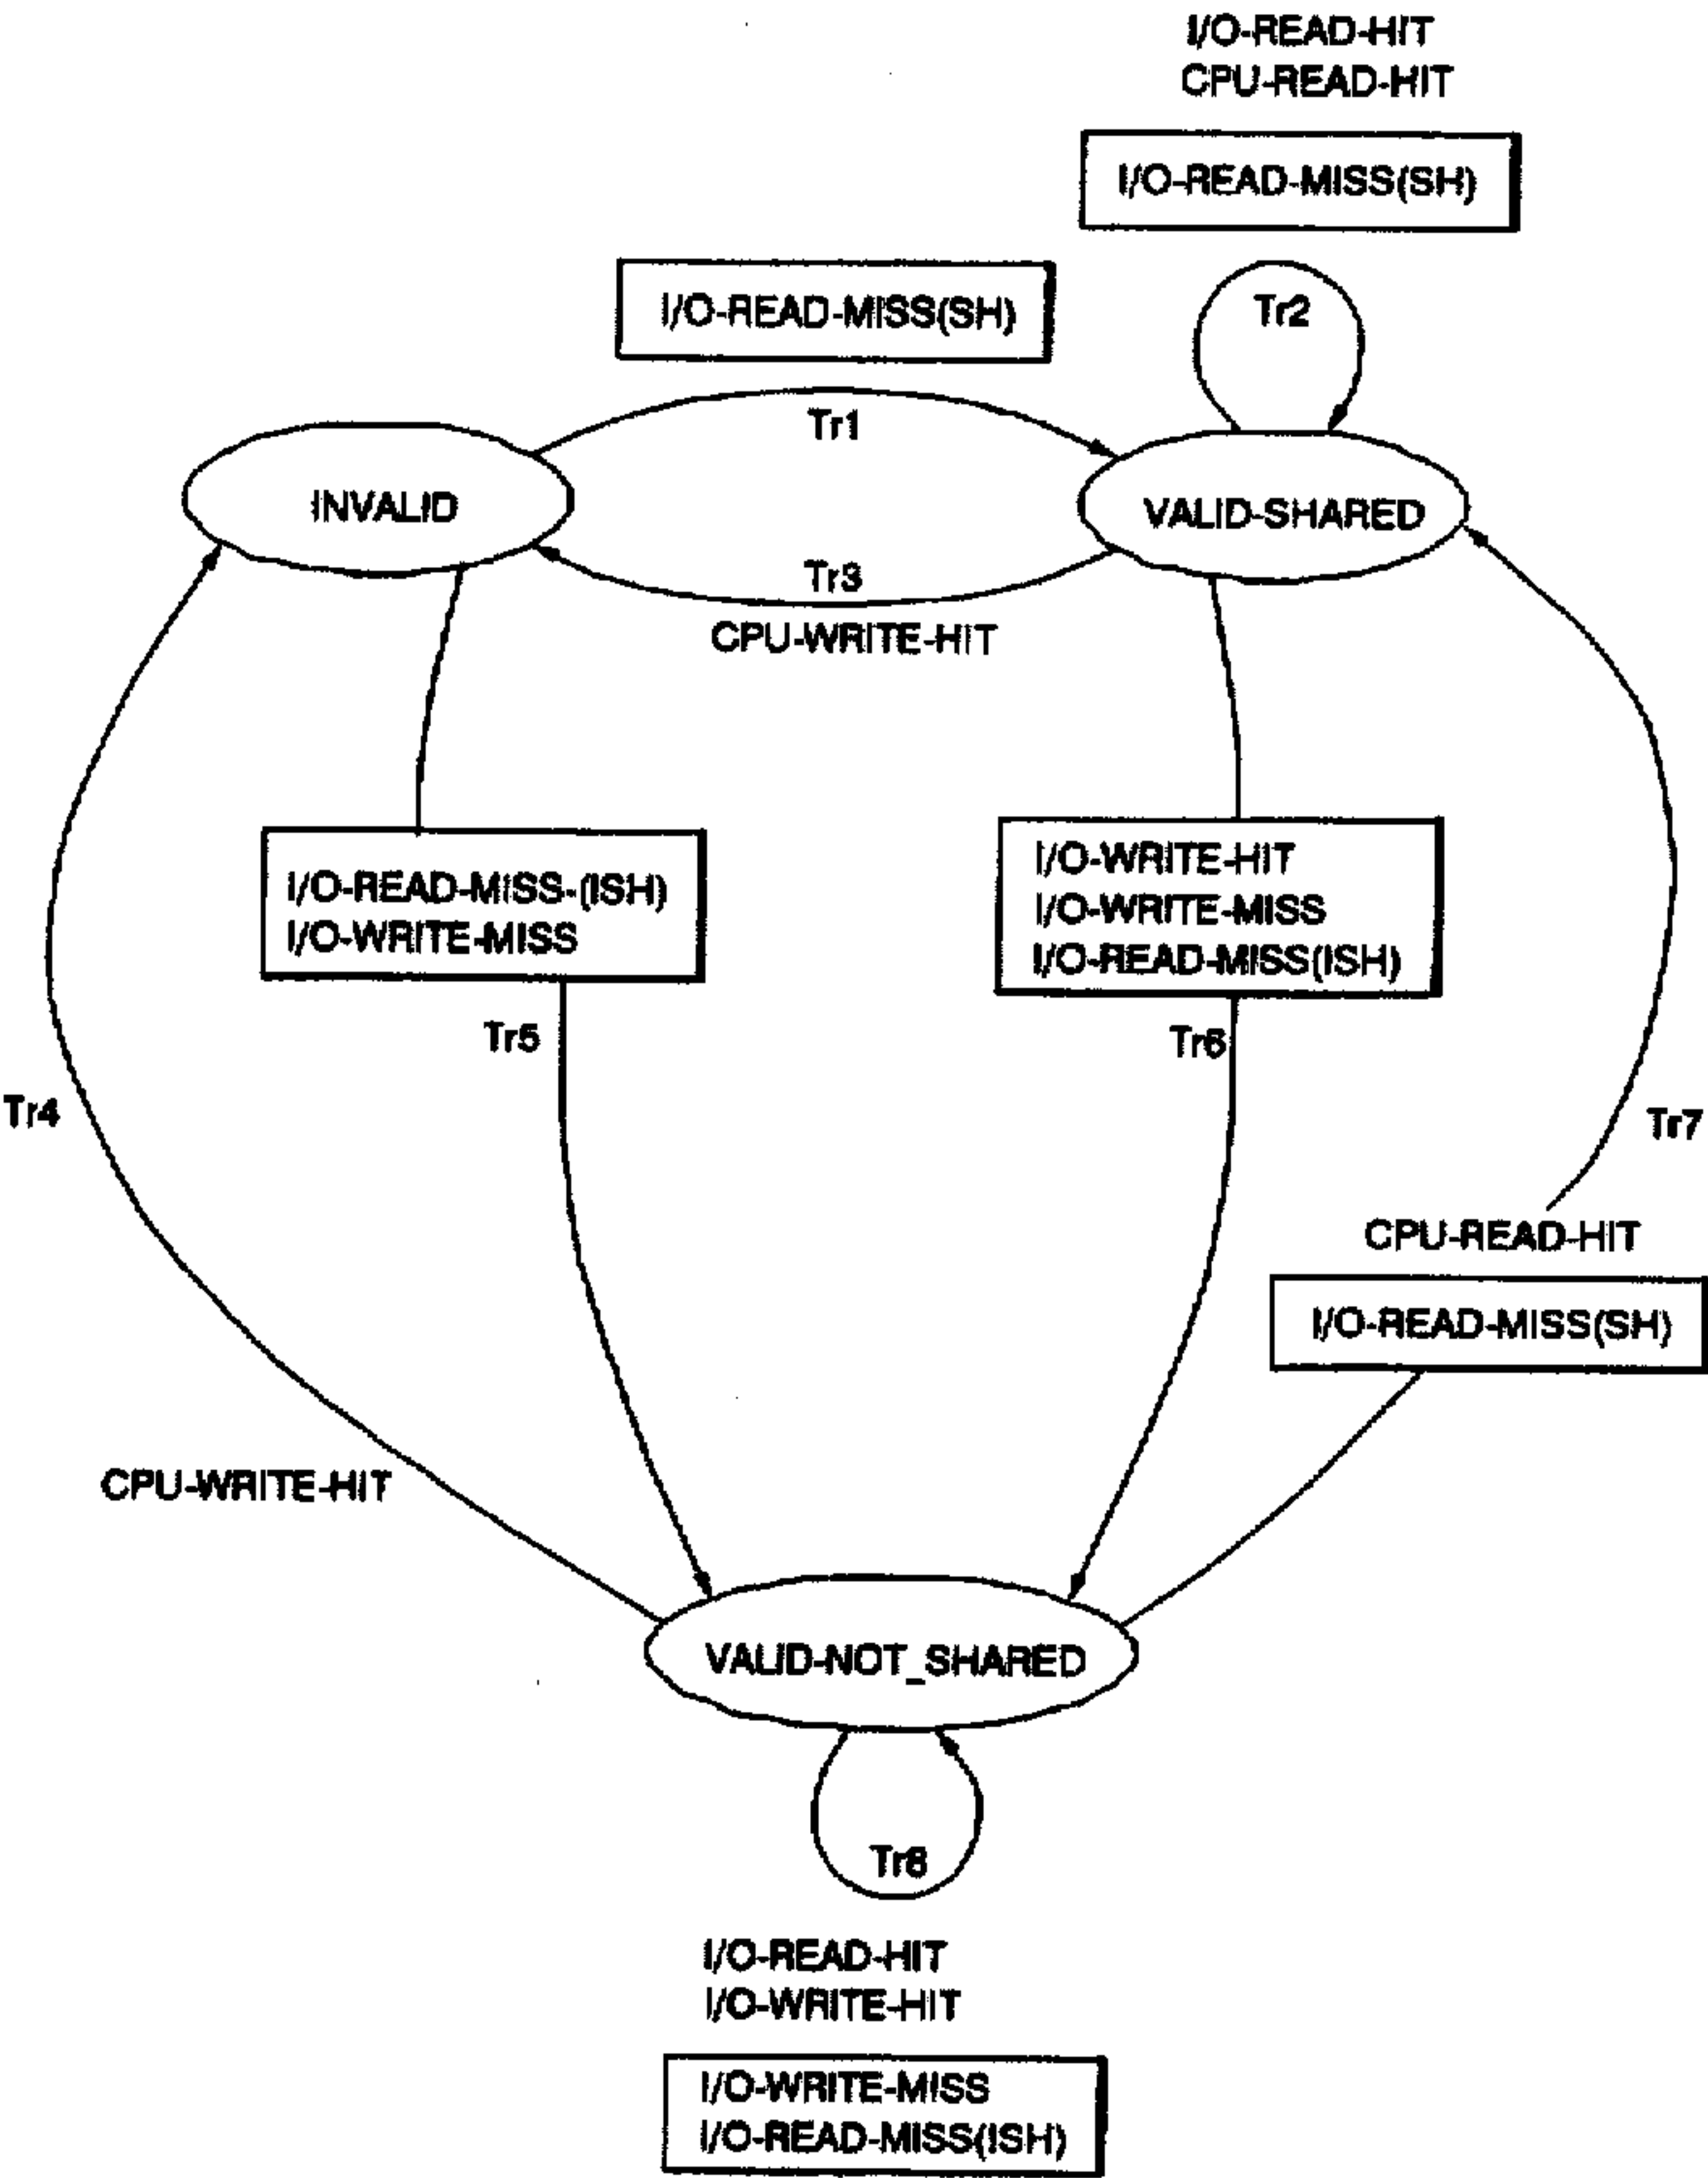 I/O-READ-HIT
CPU-READ-HIT
I/O-READ-MISS(SH)
I/O-READ-MISS(SH)
Tr2
Tr1
INVALID
VALID-SHARED
Tr3
CPU-WRITE-HIT
I/O-READ-MISS-(ISH)
I/O-WRITE-MISS
I/O-WRITE-HIT
I/O-WRITE-MISS
I/O-READ-MISS(ISH)
Tr5
Tr6
Tr4
Tr7
CPU-READ-HIT
I/O-READ-MISS(SH)
CPU-WRITE-HIT
VALID-NOT_SHARED
Tr8
I/O-READ-HIT
I/O-WRITE-HIT
I/O-WRITE-MISS
I/O-READ-MISS(ISH)